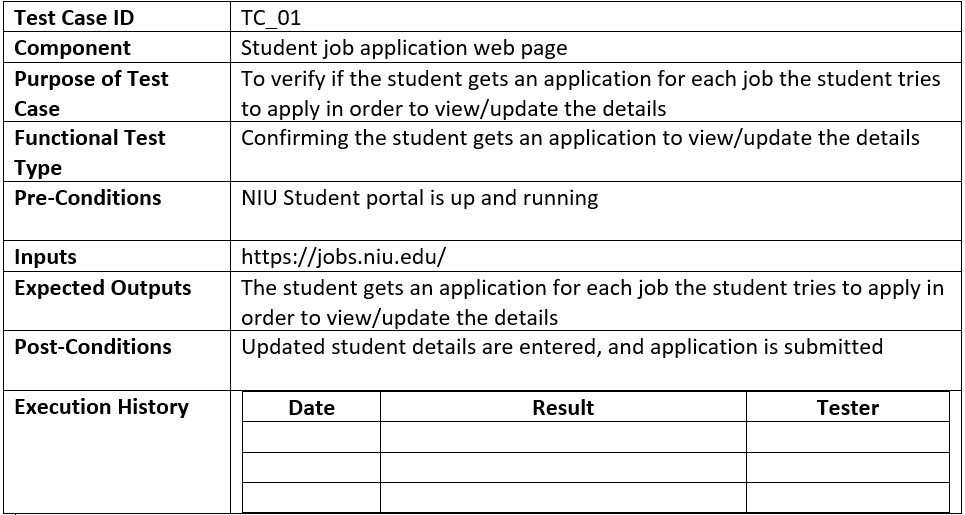 Test Case ID TC_01
Component Student job application web page
Purpose of Test To verify if the student gets an application for each job the student tries
Case to apply in order to view/update the details
Functional Test Confirming the student gets an application to view/update the details
Type
Pre-Conditions NIU Student portal is up and running
Inputs https://jobs.niu.edu/
Expected Outputs The student gets an application for each job the student tries to apply in
order to view/update the details
Post-Conditions Updated student details are entered, and application is submitted
Execution History Date Result Tester